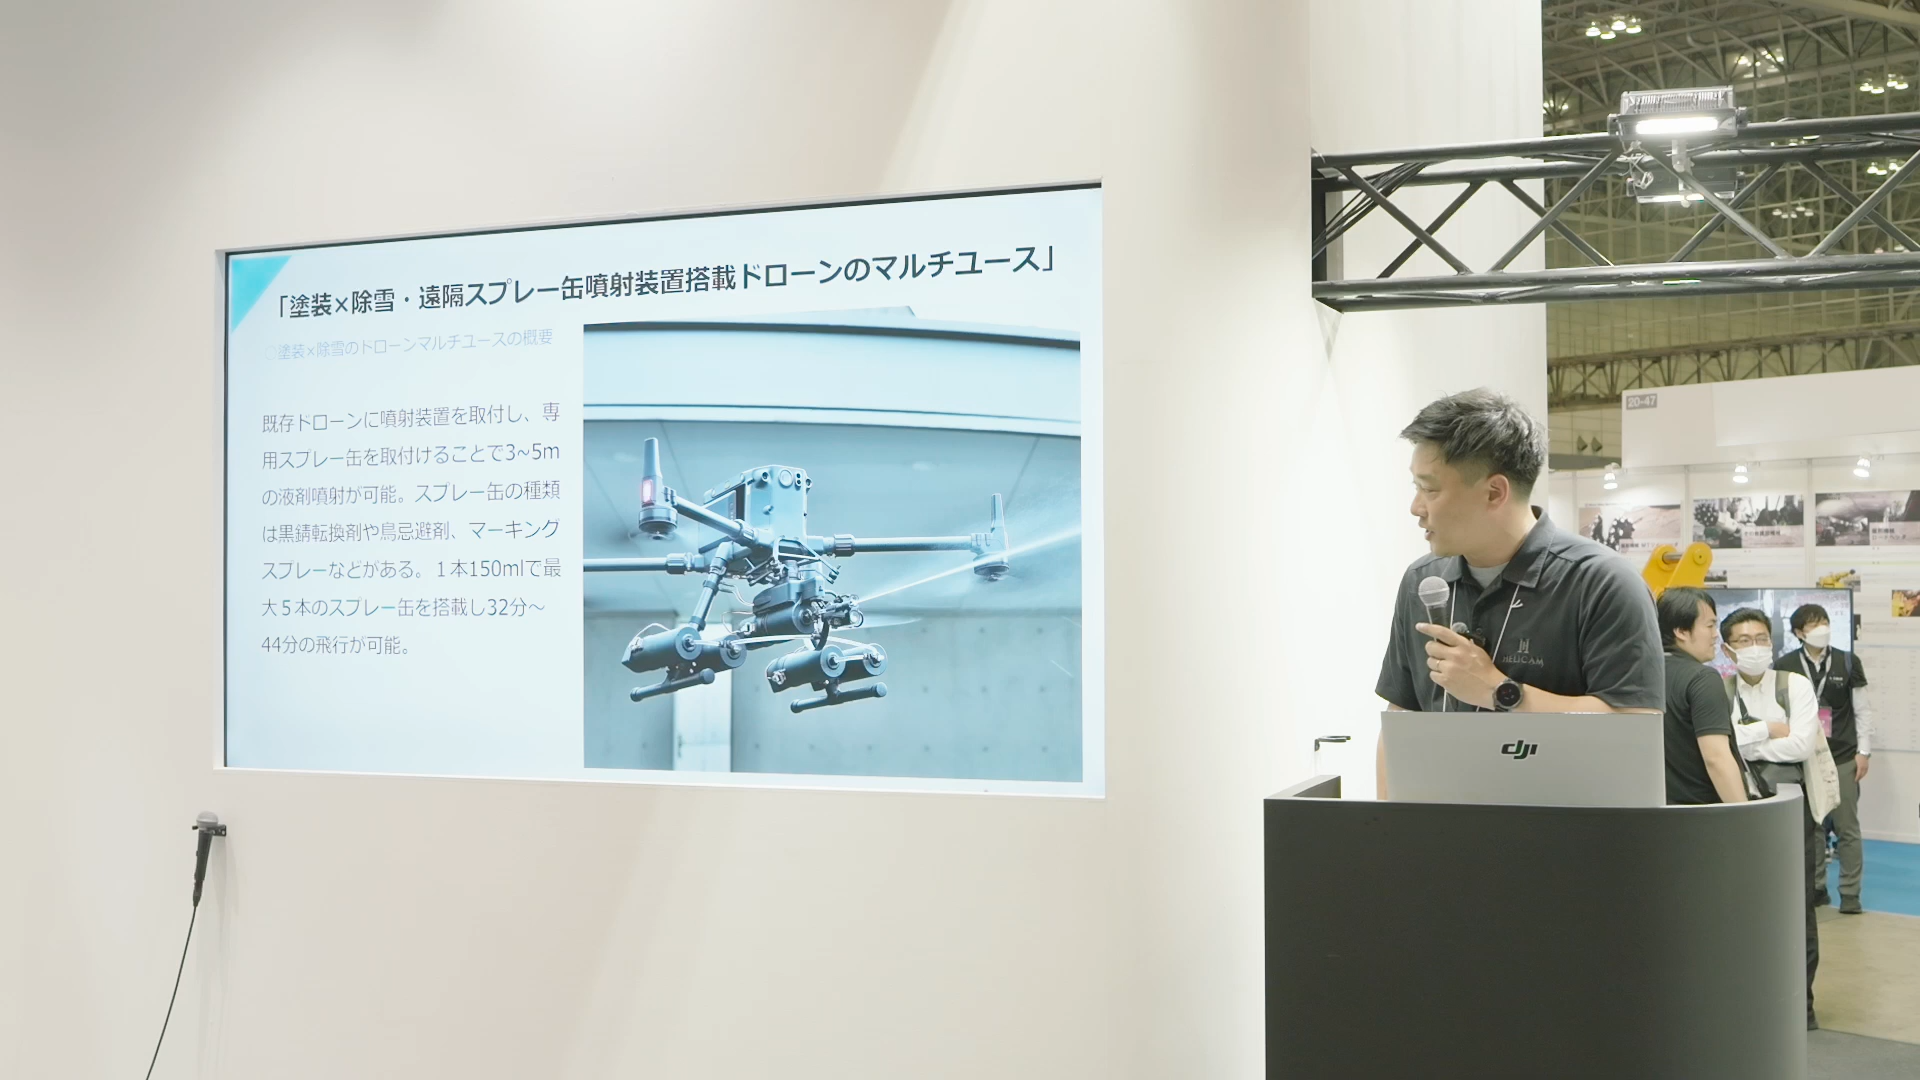 「塗装×除雪・遠隔スプレー缶噴射装置搭載ドローンのマルチユース」
○塗装×除雪のドローンマルチユースの概要
既存ドローンに噴射装置を取付し、専
用スプレー缶を取付けることで3~5m
の液剤噴射が可能。スプレー缶の種類
は黒錆転換剤や鳥忌避剤、マーキング
スプレーなどがある。１本150mlで最
大５本のスプレー缶を搭載し32分～
44分の飛行が可能。
20-47
HELICAM
dji